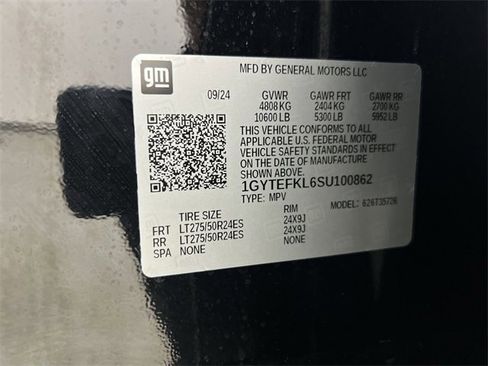 gm
MFD BY GENERAL MOTORS LLC
09/24 GVWR GAWR FRT GAWR RR
4808 KG 2404 KG 2700 KG
10600 LB 5300 LB 5952 LB
THIS VEHICLE CONFORMS TO ALL
APPLICABLE U.S. FEDERAL MOTOR
VEHICLE SAFETY STANDARDS IN
EFFECT ON THE DATE OF MANUFACTURE
SHOWN ABOVE.
1GYTEFKL6SU100862
TYPE: MPV MODEL: 626T35726
TIRE SIZE RIM
FRT LT275/50R24ES 24X9J
RR LT275/50R24ES 24X9J
SPA NONE NONE